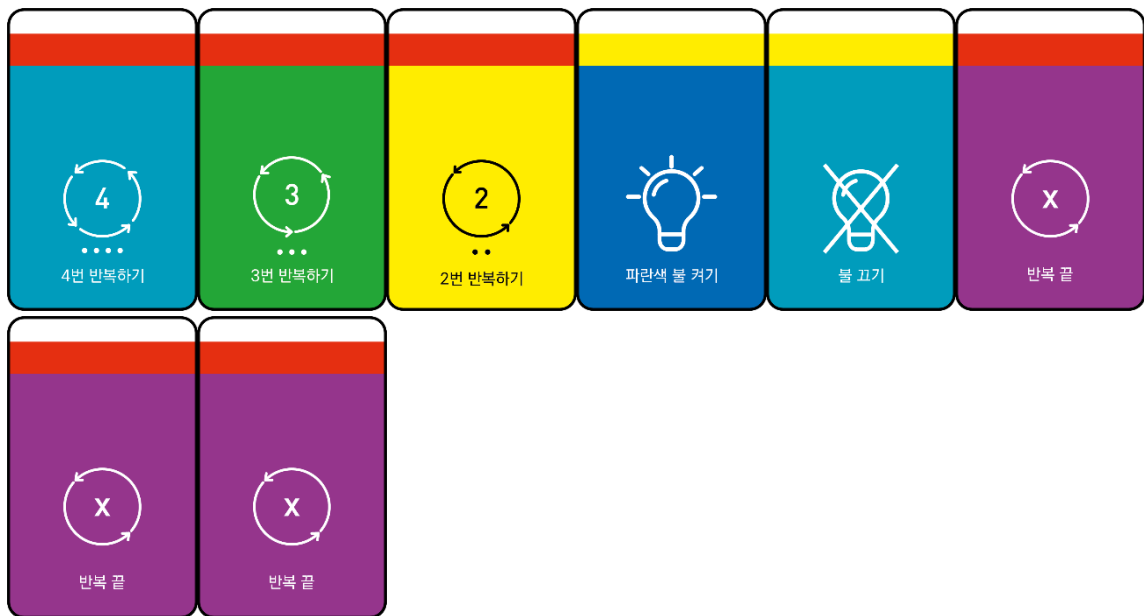 4
4번 반복하기
3
3번 반복하기
2
2번 반복하기
파란색 불 켜기
불 끄기
X
반복 끝
X
반복 끝
X
반복 끝